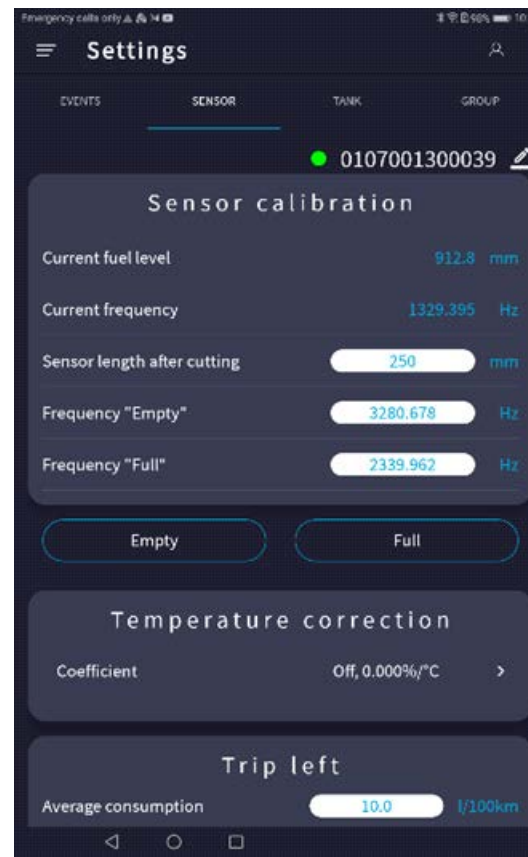 Emergency calls only 98% 10
Settings
EVENTS SENSOR TANK GROUP
0107001300039
Sensor calibration
Current fuel level 912.8 mm
Current frequency 1329.395 Hz
Sensor length after cutting 250 mm
Frequency "Empty" 3280.678 Hz
Frequency "Full" 2339.962 Hz
Empty Full
Temperature correction
Coefficient Off, 0.000%/°C >
Trip left
Average consumption 10.0 l/100km